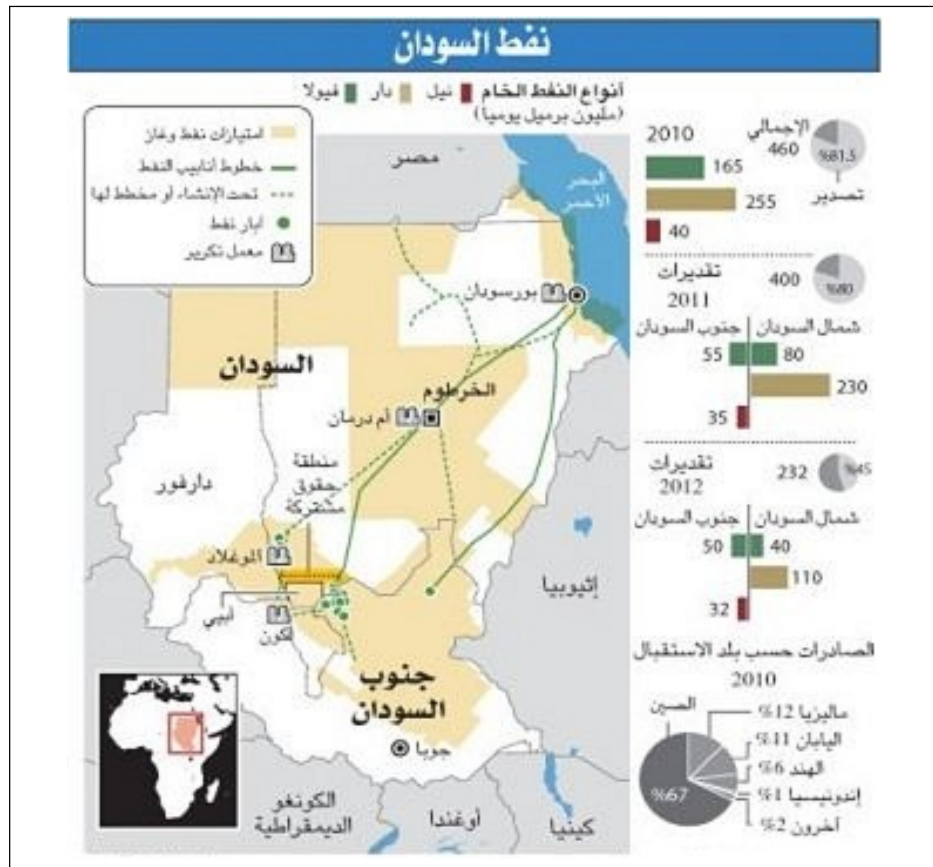 نفط السودان
أنواع النفط الخام نيل دار فيولا
(مليون برميل يومياً)
امتيازات نفط وغاز
خطوط أنابيب النفط
تحت الإنشاء أو مخطط لها
آبار نفط
معمل تكرير
2010
الإجمالي
460
%81.5
تصدير
165
255
40
تقديرات
2011
400
%80
شمال السودان
جنوب السودان
80
55
230
35
تقديرات
2012
232
%45
شمال السودان
جنوب السودان
40
50
110
32
الصادرات حسب بلد الاستقبال
2010
الصين
%67
ماليزيا 12%
اليابان 11%
الهند 6%
إندونيسيا 1%
آخرون 2%
مصر
البحر
الأحمر
بورسودان
السودان
الخرطوم
أم درمان
منطقة
حقوق
مشتركة
دارفور
الموغلاد
أبيي
إثيوبيا
جنوب
السودان
جوبا
الكونغو
الديمقراطية
أوغندا
كينيا